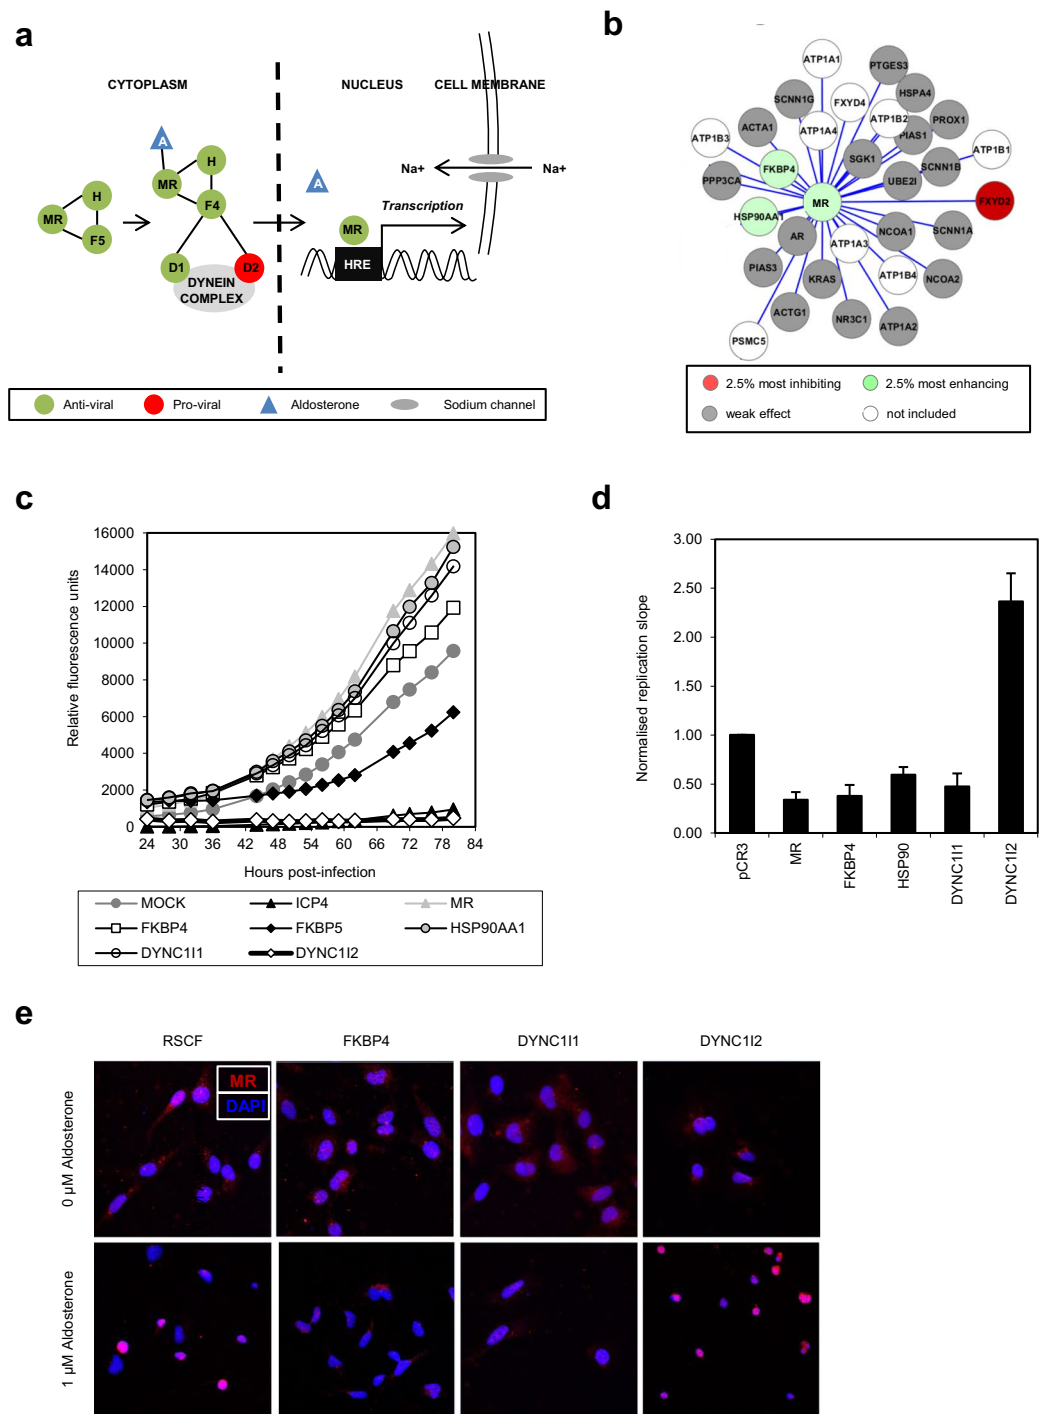 a
CYTOPLASM
NUCLEUS
CELL MEMBRANE
A
MR
H
F4
D1
D2
DYNEIN
COMPLEX
MR
H
F5
A
MR
HRE
Transcription
Na+
Na+
Anti-viral
Pro-viral
A Aldosterone
Sodium channel
b
ATP1A1
PTGES3
SCNN1G
FXYD4
HSPA4
ACTA1
ATP1A4
ATP1B2
PROX1
ATP1B3
PIAS1
ATP1B1
FKBP4
SGK1
SCNN1B
PPP3CA
UBE2I
HSP90AA1
MR
FXYD2
AR
ATP1A3
NCOA1
SCNN1A
PIAS3
KRAS
ATP1B4
NCOA2
ACTG1
NR3C1
ATP1A2
PSMC5
2.5% most inhibiting
2.5% most enhancing
weak effect
not included
c
Relative fluorescence units
16000
14000
12000
10000
8000
6000
4000
2000
0
24 30 36 42 48 54 60 66 72 78 84
Hours post-infection
MOCK ICP4 MR
FKBP4 FKBP5 HSP90AA1
DYNC1I1 DYNC1I2
d
Normalised replication slope
3.00
2.50
2.00
1.50
1.00
0.50
0.00
pCR3
MR
FKBP4
HSP90
DYNC1I1
DYNC1I2
e
RSCF FKBP4 DYNC1I1 DYNC1I2
0 µM Aldosterone
MR
DAPI
1 µM Aldosterone